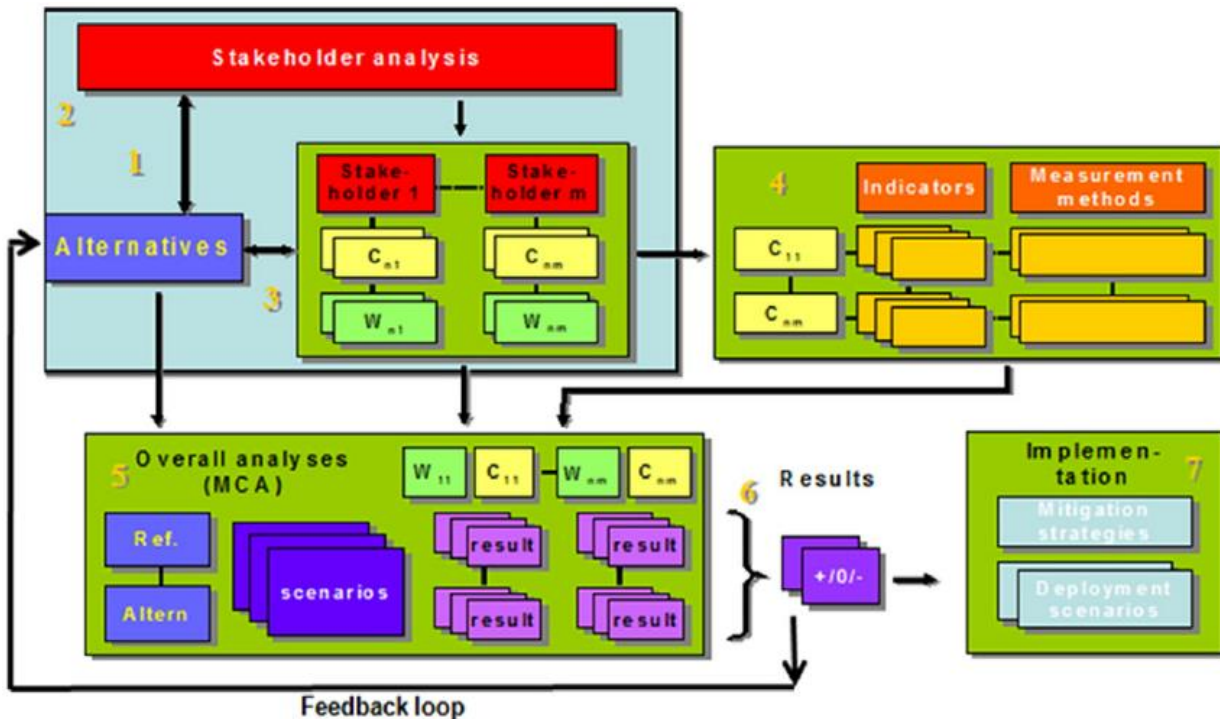 Stakeholder analysis
2
1
Stake-
holder 1
Stake-
holder m
Alternatives
3
C n1
C nm
W n1
W nm
4
Indicators
Measurement
methods
C 11
C nm
5
Overall analyses
(MCA)
W 11
C 11
W nm
C nm
Ref.
Altern
scenarios
result
result
result
result
6
Results
+/0/-
Implemen-
tation
7
Mitigation
strategies
Deployment
scenarios
Feedback loop